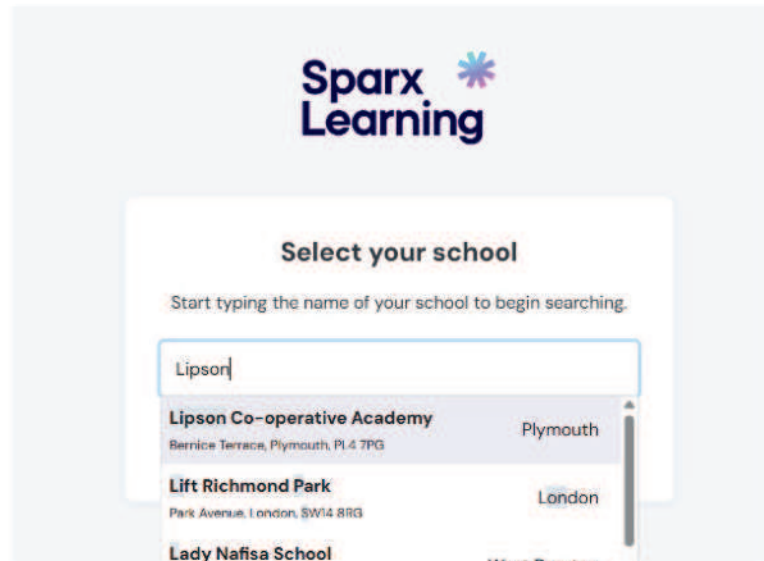 Sparx
Learning
Select your school
Start typing the name of your school to begin searching.
Lipson
Lipson Co-operative Academy
Plymouth
Bernice Terrace, Plymouth, PL4 7PG
Lift Richmond Park
London
Park Avenue, London, SW14 8RG
Lady Nafisa School